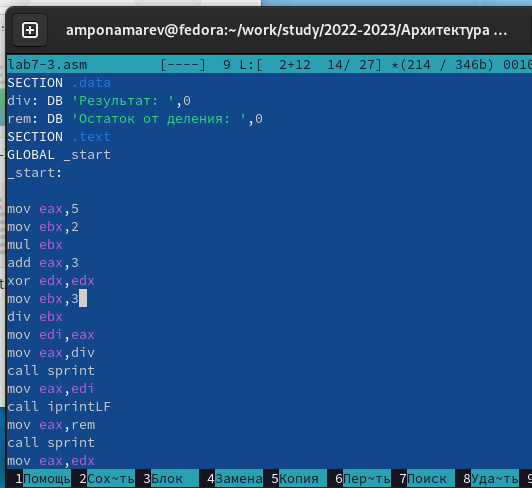 amponamarev@fedora:~/work/study/2022-2023/Архитектура ...
lab7-3.asm [----] 9 L:[ 2+12 14/ 27] *(214 / 346b) 0010
SECTION .data
div: DB 'Результат: ',0
rem: DB 'Остаток от деления: ',0
SECTION .text
GLOBAL _start
_start:
mov eax,5
mov ebx,2
mul ebx
add eax,3
xor edx,edx
mov ebx,3
div ebx
mov edi,eax
mov eax,div
call sprint
mov eax,edi
call iprintLF
mov eax,rem
call sprint
mov eax,edx
1Помощь 2Сох~ть 3Блок 4Замена 5Копия 6Пер~ть 7Поиск 8Уда~ть